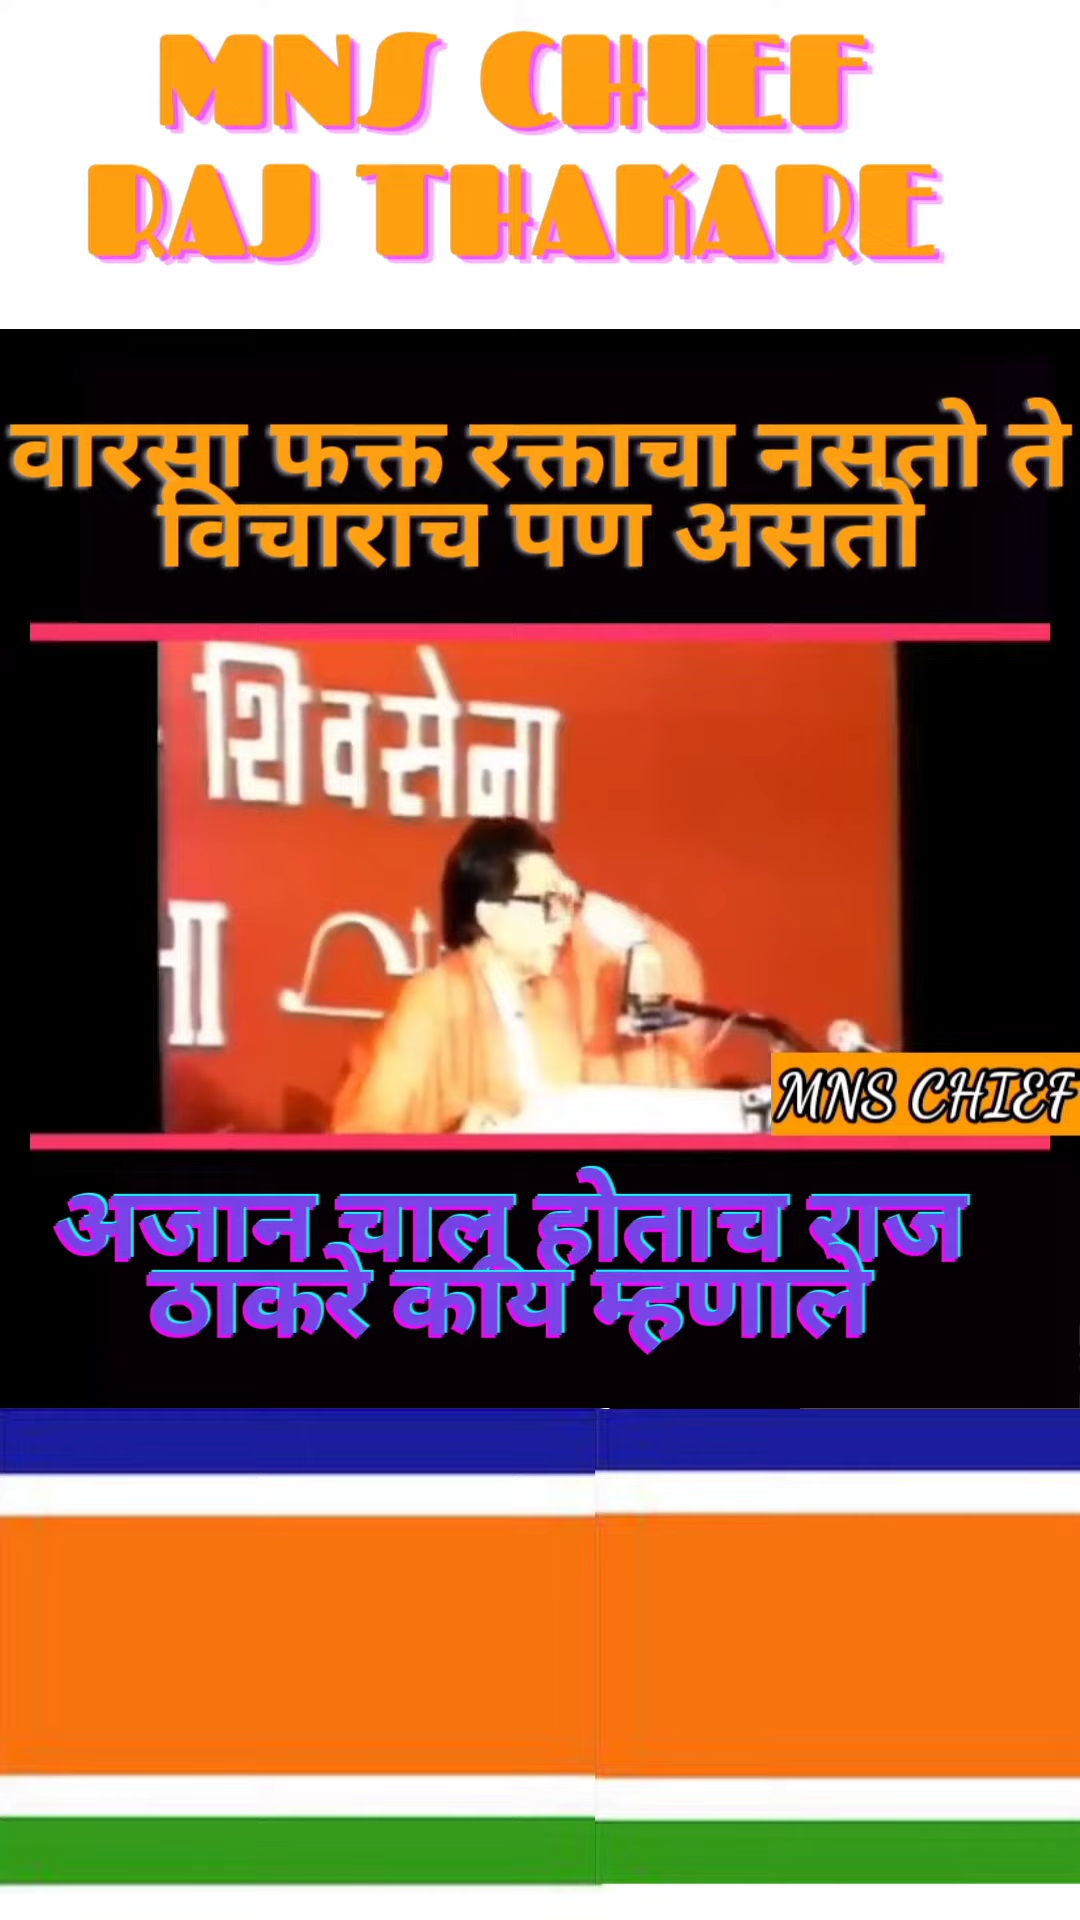 MNS CHIEF
RAJ THAKARE
वारसा फक्त रक्ताचा नसतो ते
विचाराच पण असतो
शिवसेना
MNS CHIEF
अजान चालू होताच राज
ठाकरे काय म्हणाले